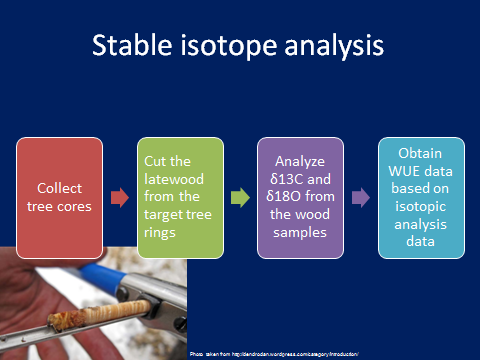 Stable isotope analysis
Collect
tree cores
Cut the
latewood
from the
target tree
rings
Analyze
δ13C and
δ18O from
the wood
samples
Obtain
WUE data
based on
isotopic
analysis
data
Photo taken from http://dendrodan.wordpress.com/category/introduction/